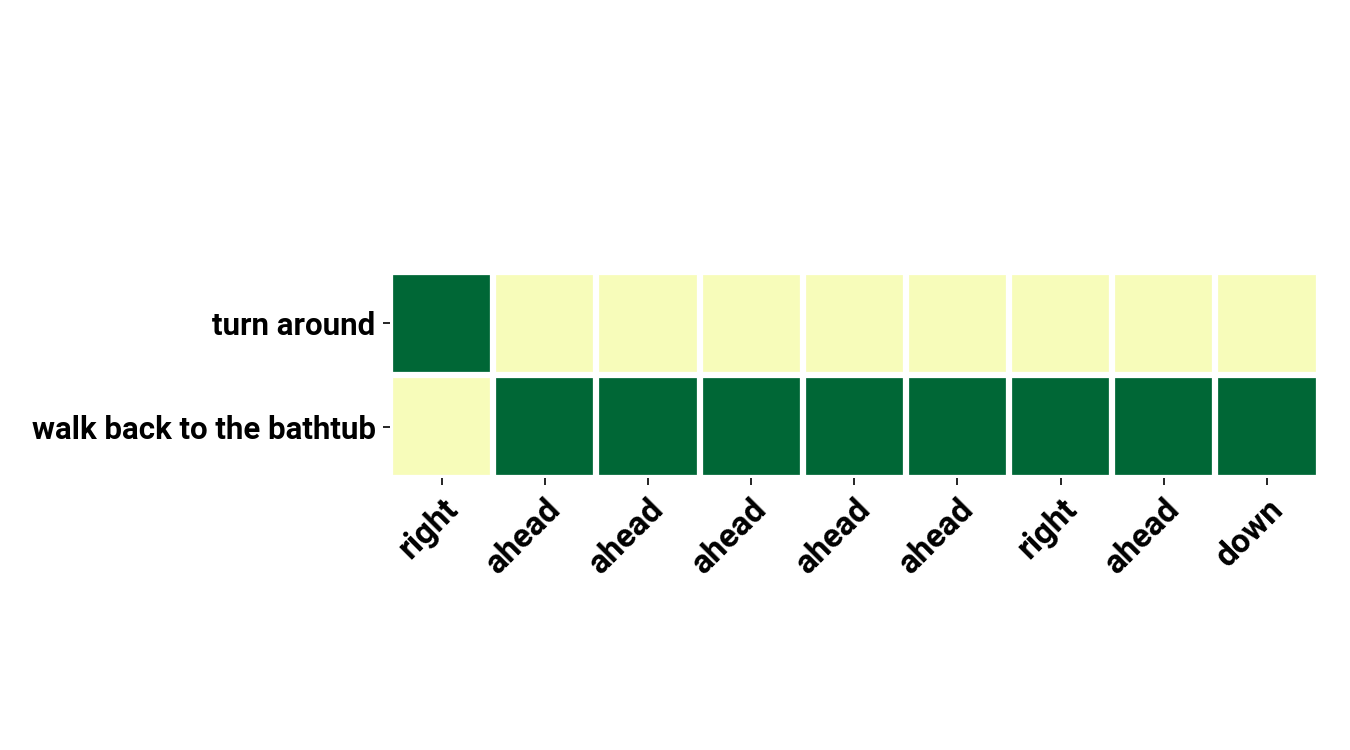 turn around
walk back to the bathtub
right
ahead
ahead
ahead
ahead
ahead
right
ahead
down